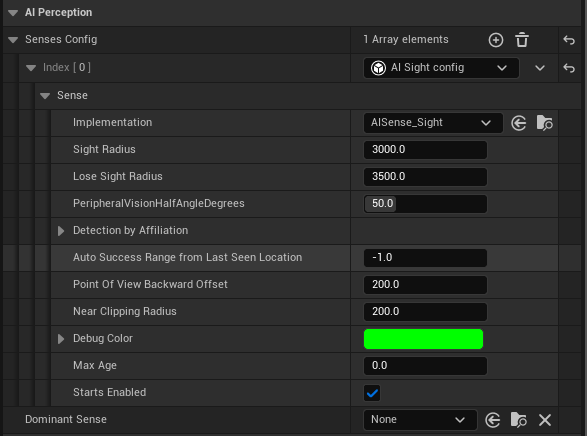 AI Perception
Senses Config 1 Array elements
Index [ 0 ] AI Sight config
Sense
Implementation AISense_Sight
Sight Radius 3000.0
Lose Sight Radius 3500.0
PeripheralVisionHalfAngleDegrees 50.0
Detection by Affiliation
Auto Success Range from Last Seen Location -1.0
Point Of View Backward Offset 200.0
Near Clipping Radius 200.0
Debug Color
Max Age 0.0
Starts Enabled
Dominant Sense None